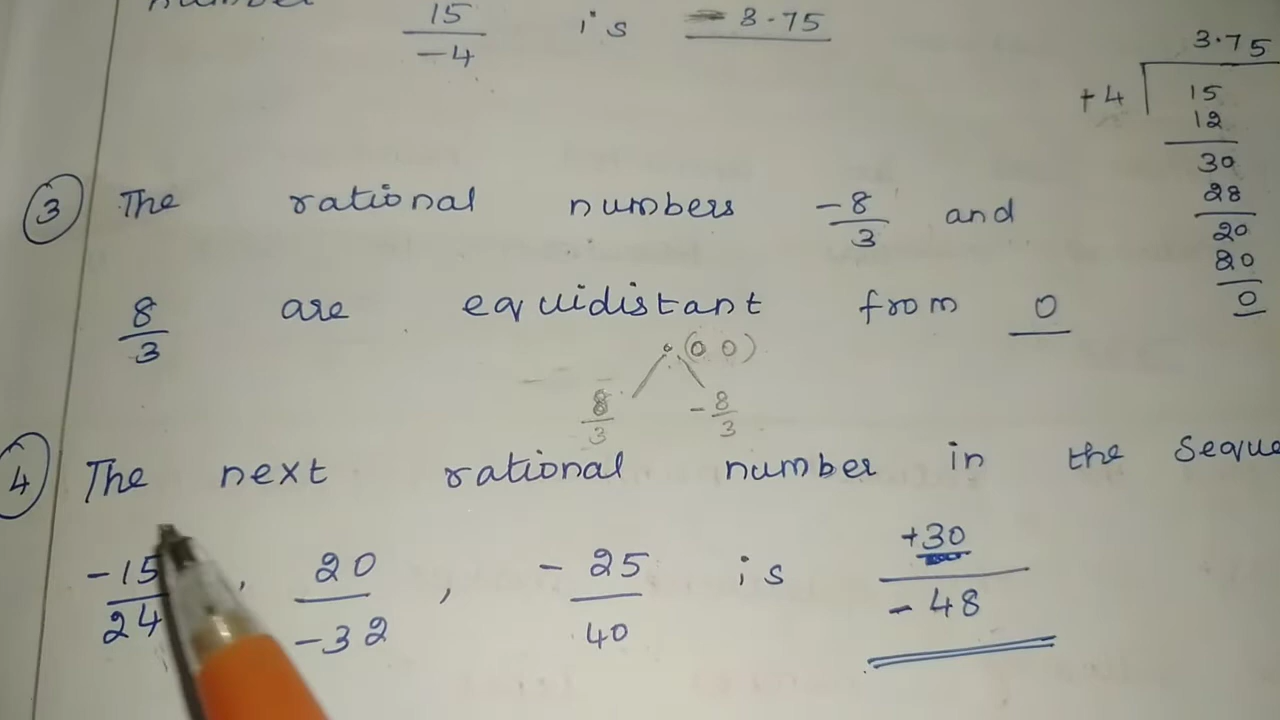 number 15/-4 is -3.75
3.75
+4 15
12
30
28
20
20
0
3 The rational numbers -8/3 and
8/3 are equidistant from 0
(0 0)
8/3 -8/3
4 The next rational number in the Seque
-15/24 , 20/-32 , -25/40 is +30/-48